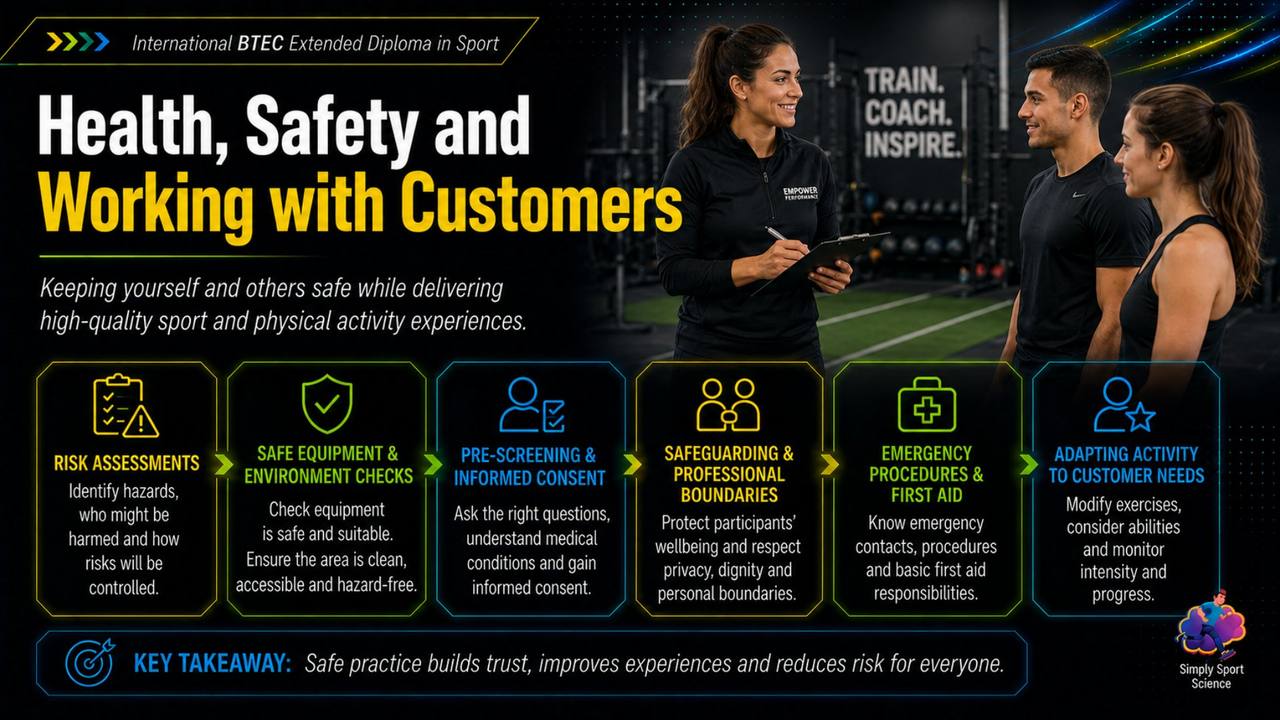 International BTEC Extended Diploma in Sport
Health, Safety and
Working with Customers
Keeping yourself and others safe while delivering
high-quality sport and physical activity experiences.
TRAIN.
COACH.
INSPIRE.
EMPOWER
PERFORMANCE
RISK ASSESSMENTS
Identify hazards,
who might be
harmed and how
risks will be
controlled.
SAFE EQUIPMENT &
ENVIRONMENT CHECKS
Check equipment
is safe and suitable.
Ensure the area is clean,
accessible and hazard-free.
PRE-SCREENING &
INFORMED CONSENT
Ask the right questions,
understand medical
conditions and gain
informed consent.
SAFEGUARDING &
PROFESSIONAL
BOUNDARIES
Protect participants'
wellbeing and respect
privacy, dignity and
personal boundaries.
EMERGENCY
PROCEDURES &
FIRST AID
Know emergency
contacts, procedures
and basic first aid
responsibilities.
ADAPTING ACTIVITY
TO CUSTOMER NEEDS
Modify exercises,
consider abilities
and monitor
intensity and
progress.
KEY TAKEAWAY: Safe practice builds trust, improves experiences and reduces risk for everyone.
Simply Sport
Science